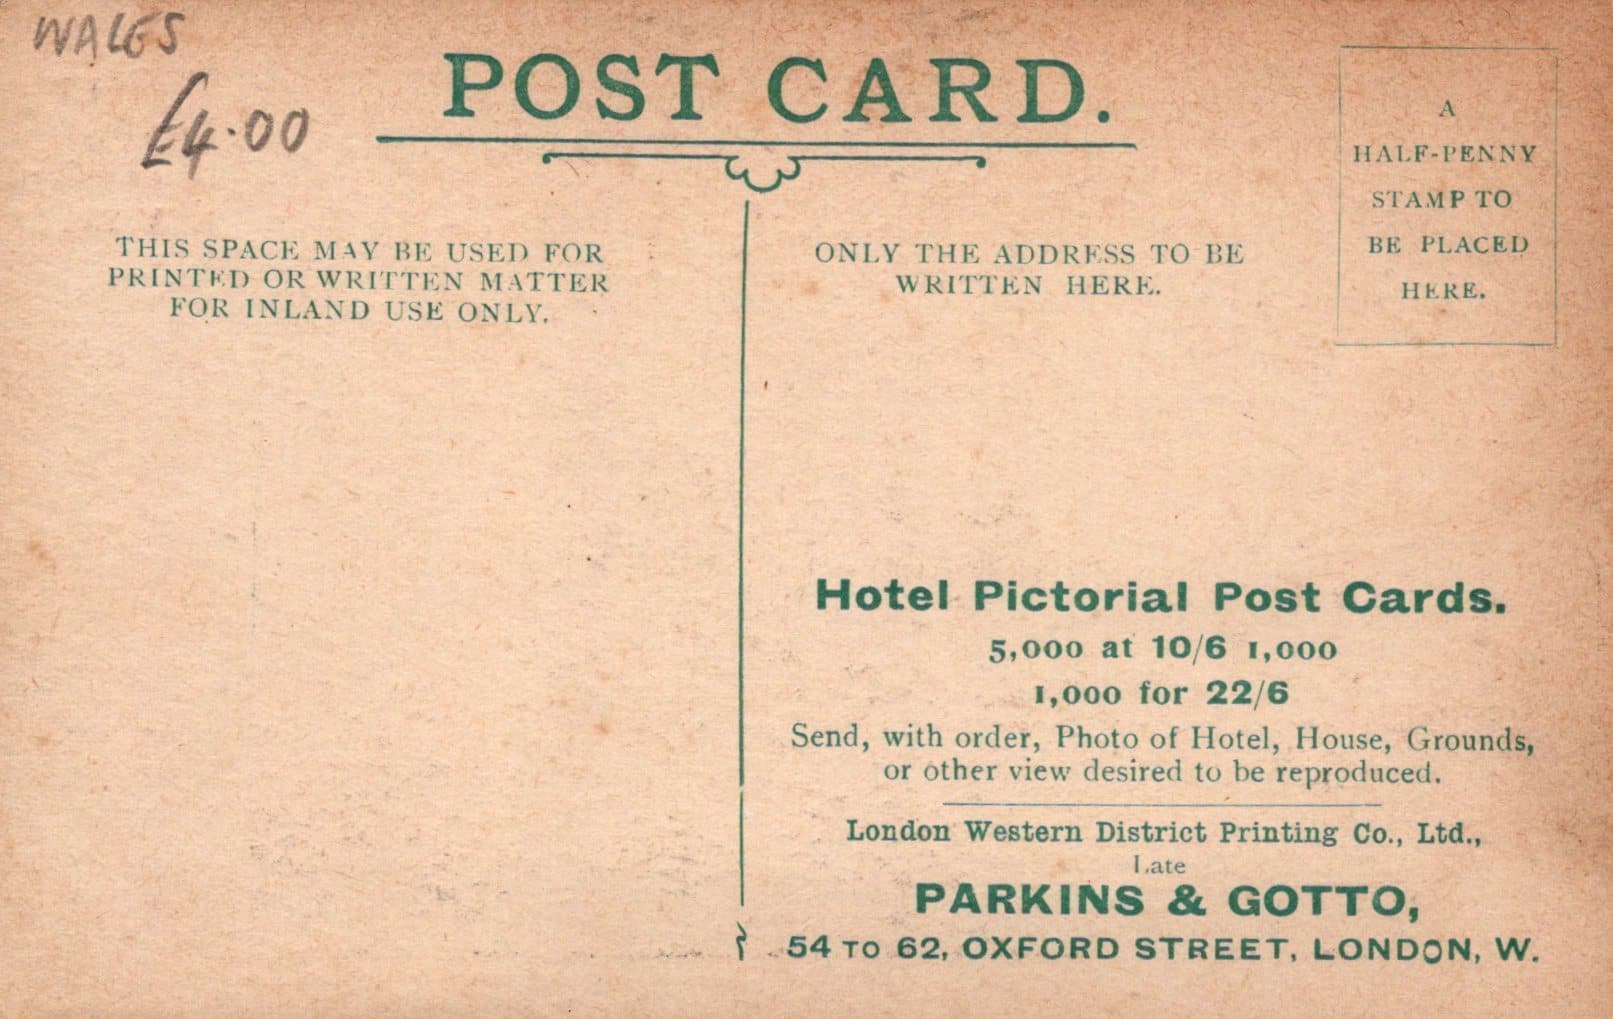 WALES
£4.00
POST CARD.
THIS SPACE MAY BE USED FOR
PRINTED OR WRITTEN MATTER
FOR INLAND USE ONLY.
ONLY THE ADDRESS TO BE
WRITTEN HERE.
A
HALF-PENNY
STAMP TO
BE PLACED
HERE.
Hotel Pictorial Post Cards.
5,000 at 10/6 1,000
1,000 for 22/6
Send, with order, Photo of Hotel, House, Grounds,
or other view desired to be reproduced.
London Western District Printing Co., Ltd.,
Late
PARKINS & GOTTO,
54 TO 62, OXFORD STREET, LONDON, W.